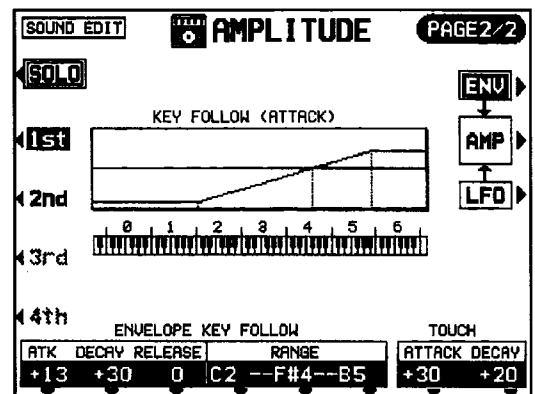 SOUND EDIT AMPLITUDE PAGE2/2
SOLO
ENV
KEY FOLLOW (ATTACK)
1st
AMP
2nd
LFO
0 1 2 3 4 5 6
3rd
4th
ENVELOPE KEY FOLLOW TOUCH
ATK DECAY RELEASE RANGE ATTACK DECAY
+13 +30 0 C2 --F#4--B5 +30 +20